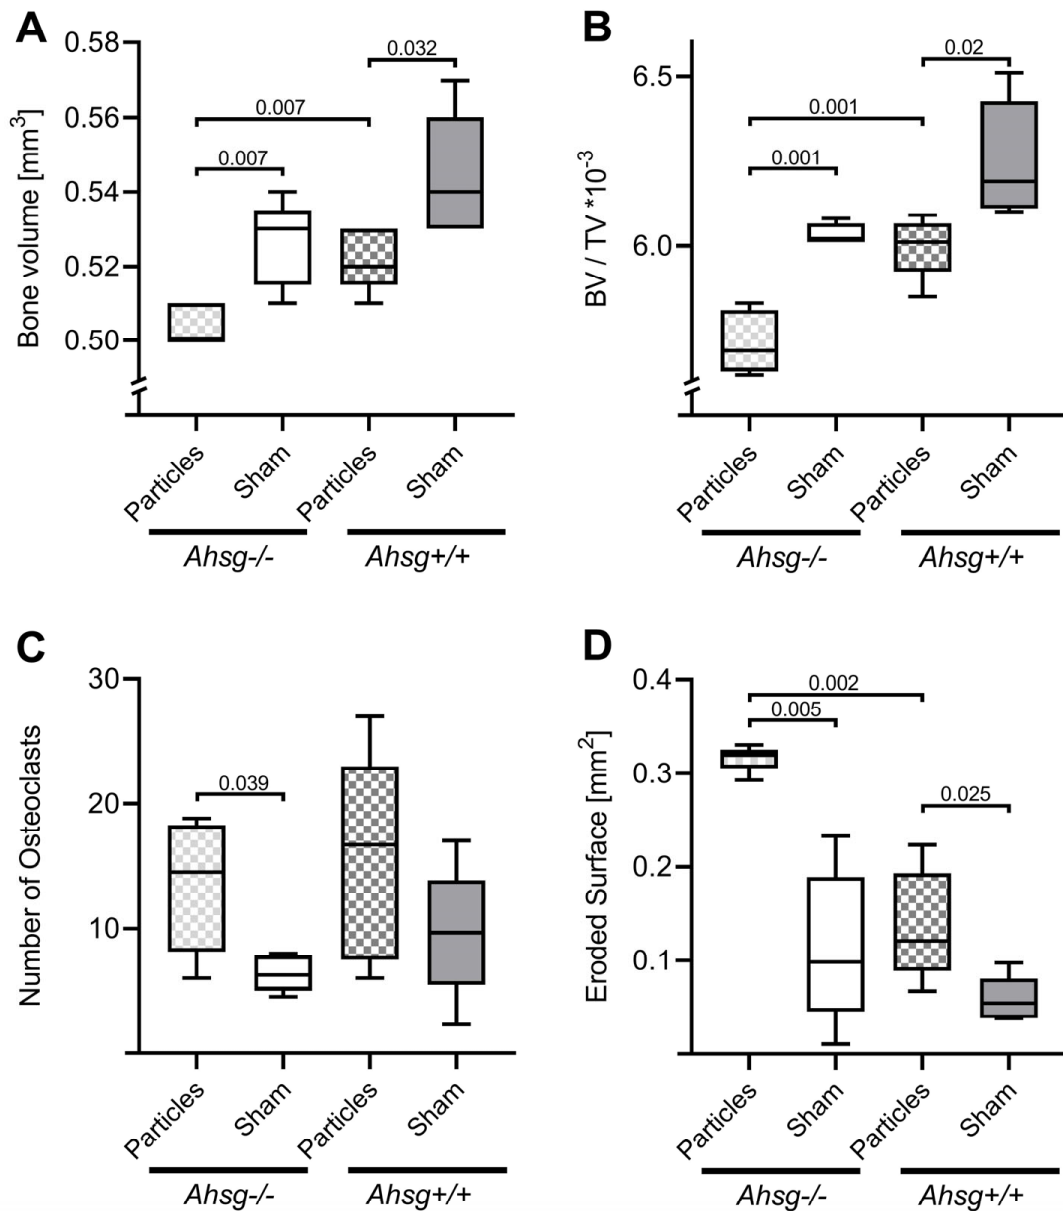 A
Bone volume [mm³]
0.58
0.56
0.54
0.52
0.50
0.032
0.007
0.007
Particles
Sham
Particles
Sham
Ahsg-/-
Ahsg+/+
B
BV / TV *10⁻³
6.5
6.0
0.02
0.001
0.001
Particles
Sham
Particles
Sham
Ahsg-/-
Ahsg+/+
C
Number of Osteoclasts
30
20
10
0.039
Particles
Sham
Particles
Sham
Ahsg-/-
Ahsg+/+
D
Eroded Surface [mm²]
0.4
0.3
0.2
0.1
0.002
0.005
0.025
Particles
Sham
Particles
Sham
Ahsg-/-
Ahsg+/+